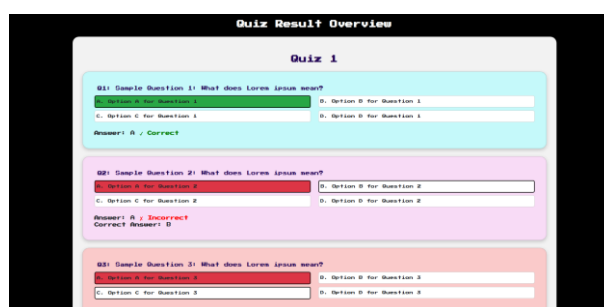 Quiz Result Overview
Quiz 1
Q1: Sample Question 1: What does Lorem ipsum mean?
A. Option A for Question 1
B. Option B for Question 1
C. Option C for Question 1
D. Option D for Question 1
Answer: A / Correct
Q2: Sample Question 2: What does Lorem ipsum mean?
A. Option A for Question 2
B. Option B for Question 2
C. Option C for Question 2
D. Option D for Question 2
Answer: A / Incorrect
Correct Answer: B
Q3: Sample Question 3: What does Lorem ipsum mean?
A. Option A for Question 3
B. Option B for Question 3
C. Option C for Question 3
D. Option D for Question 3